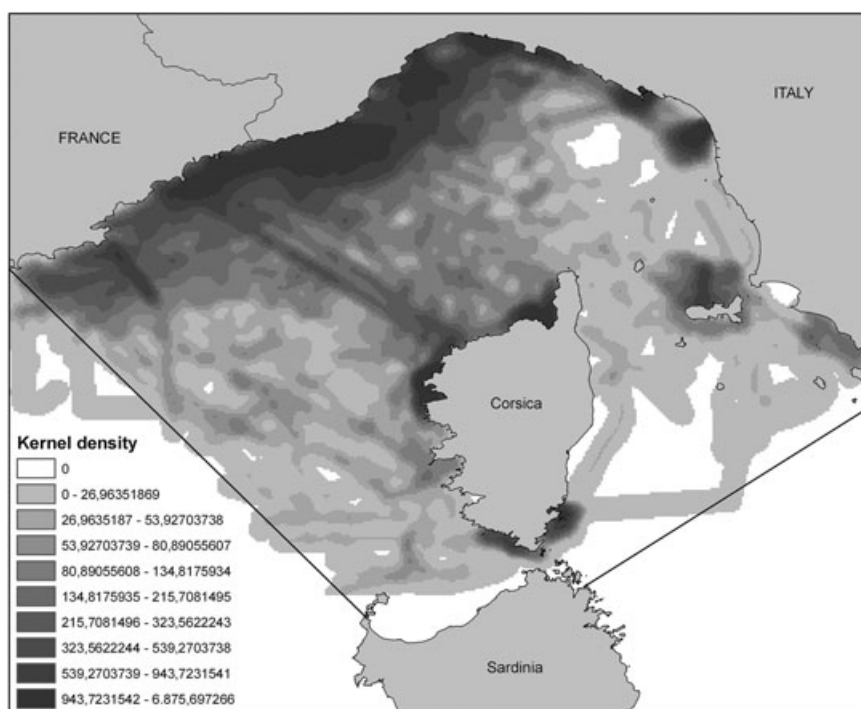 ITALY
FRANCE
Corsica
Kernel density
0
0 - 26,96351869
26,9635187 - 53,92703738
53,92703739 - 80,89055607
80,89055608 - 134,8175934
134,8175935 - 215,7081495
215,7081496 - 323,5622243
323,5622244 - 539,2703738
539,2703739 - 943,7231541
943,7231542 - 6.875,697266
Sardinia